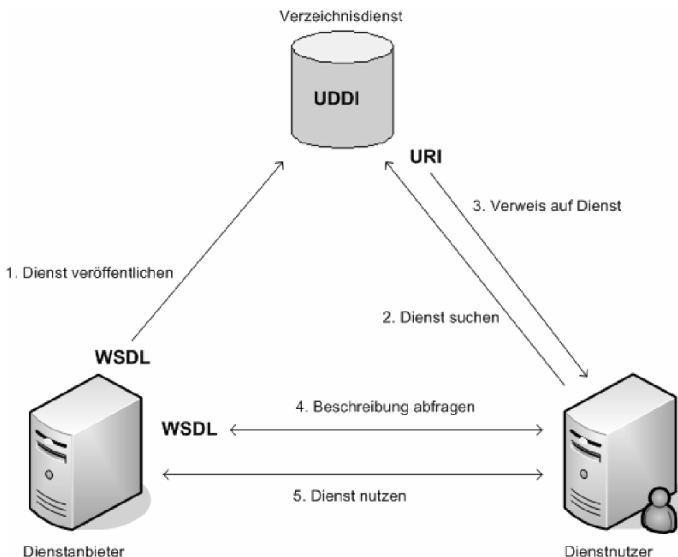 Verzeichnisdienst
UDDI
URI
3. Verweis auf Dienst
1. Dienst veröffentlichen
2. Dienst suchen
WSDL
4. Beschreibung abfragen
WSDL
5. Dienst nutzen
Dienstanbieter
Dienstnutzer